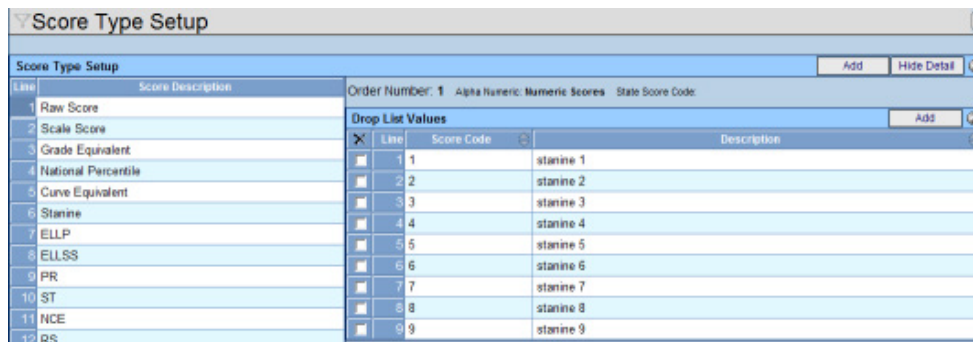 Score Type Setup
Score Type Setup
Add
Hide Detail
Line
Score Description
1 Raw Score
2 Scale Score
3 Grade Equivalent
4 National Percentile
5 Curve Equivalent
6 Stanine
7 ELLP
8 ELLSS
9 PR
10 ST
11 NCE
12 RS
Order Number: 1 Alpha Numeric: Numeric Scores State Score Code:
Drop List Values
Add
X Line Score Code Description
1 1 stanine 1
2 2 stanine 2
3 3 stanine 3
4 4 stanine 4
5 5 stanine 5
6 6 stanine 6
7 7 stanine 7
8 8 stanine 8
9 9 stanine 9